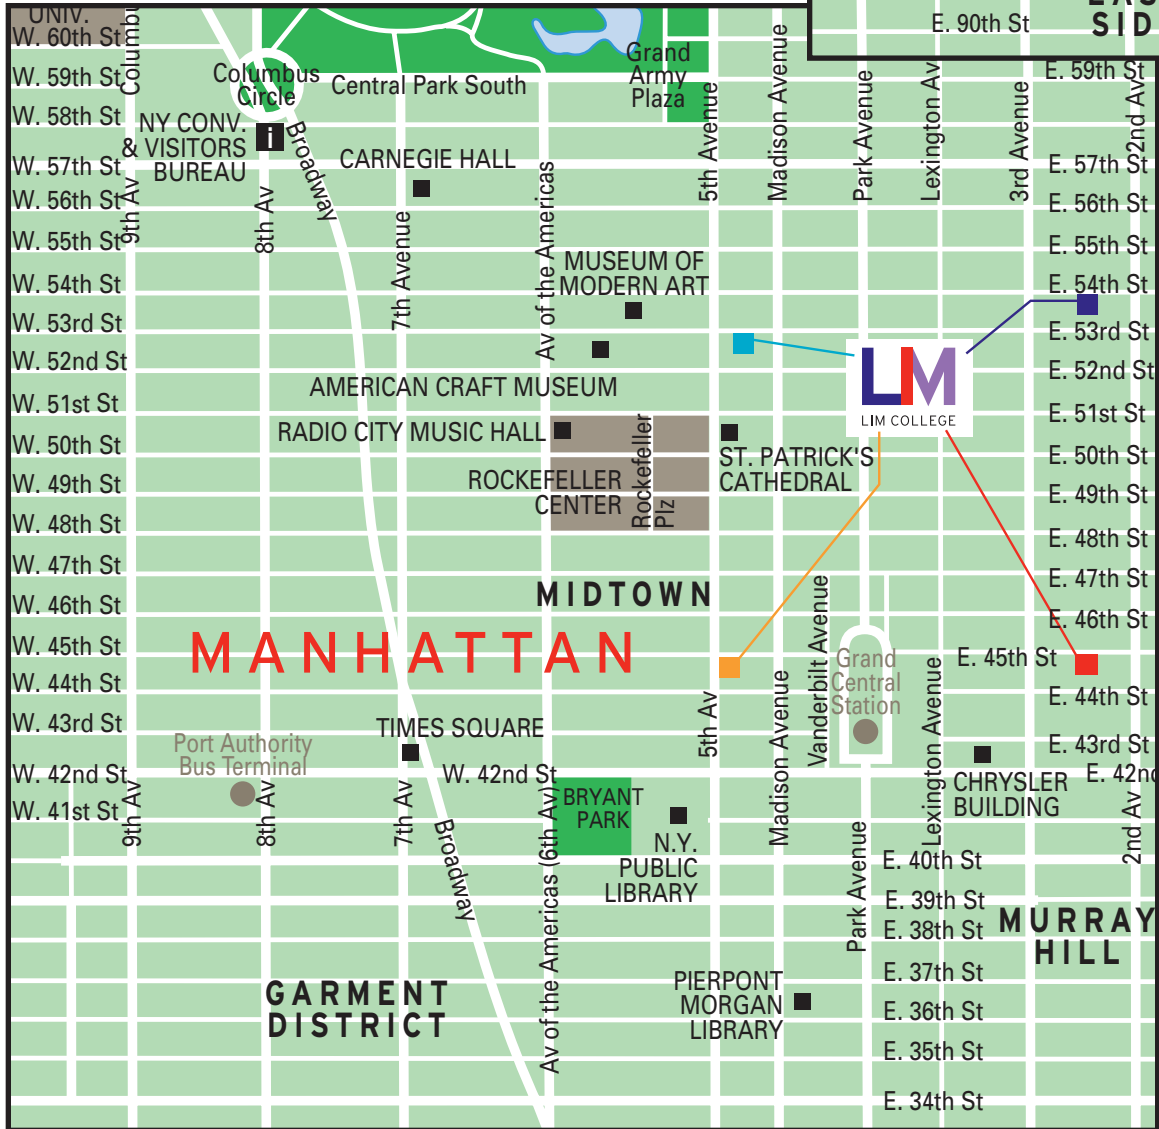 UNIV.
W. 60th St
Columbu
W. 59th St
Columbus
Circle
Central Park South
Grand
Army
Plaza
E. 90th St
SID
E. 59th St
W. 58th St
NY CONV.
& VISITORS
BUREAU
i
Broadway
CARNEGIE HALL
5th Avenue
Madison Avenue
Park Avenue
Lexington Av
3rd Avenue
2nd Av
W. 57th St
E. 57th St
W. 56th St
E. 56th St
9th Av
8th Av
7th Avenue
Av of the Americas
W. 55th St
E. 55th St
MUSEUM OF
MODERN ART
W. 54th St
E. 54th St
W. 53rd St
E. 53rd St
W. 52nd St
E. 52nd St
LIM
LIM COLLEGE
AMERICAN CRAFT MUSEUM
W. 51st St
E. 51st St
RADIO CITY MUSIC HALL
W. 50th St
E. 50th St
ST. PATRICK'S
CATHEDRAL
ROCKEFELLER
CENTER
Rockefeller
Plz
W. 49th St
E. 49th St
W. 48th St
E. 48th St
W. 47th St
E. 47th St
MIDTOWN
W. 46th St
E. 46th St
MANHATTAN
W. 45th St
E. 45th St
Vanderbilt Avenue
Grand
Central
Station
W. 44th St
E. 44th St
W. 43rd St
E. 43rd St
TIMES SQUARE
Port Authority
Bus Terminal
5th Av
Madison Avenue
Lexington Avenue
W. 42nd St
W. 42nd St
E. 42nd
CHRYSLER
BUILDING
W. 41st St
9th Av
8th Av
7th Av
Broadway
BRYANT
PARK
N.Y.
PUBLIC
LIBRARY
Av of the Americas (6th Av)
Park Avenue
2nd Av
E. 40th St
E. 39th St
E. 38th St
MURRAY
HILL
E. 37th St
PIERPONT
MORGAN
LIBRARY
GARMENT
DISTRICT
E. 36th St
E. 35th St
E. 34th St